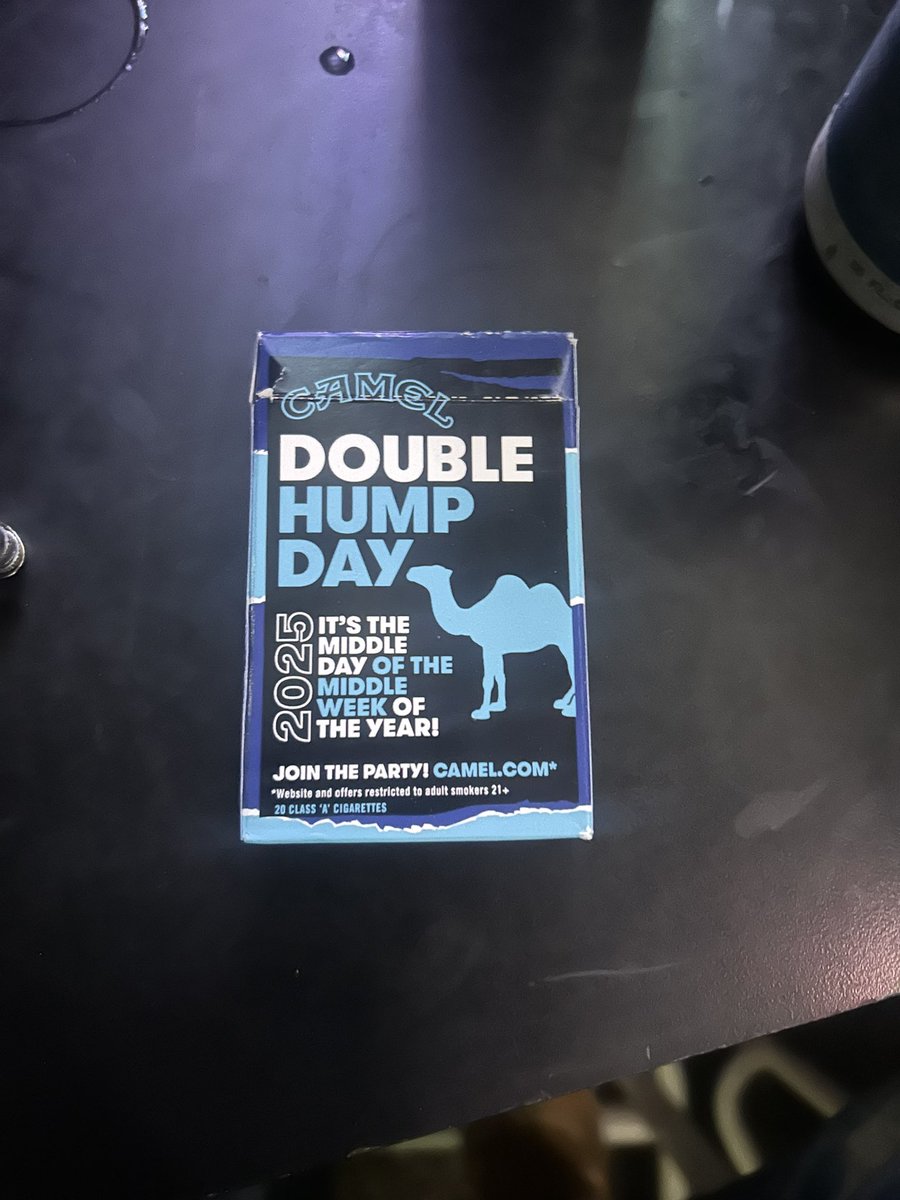 CAMEL
DOUBLE
HUMP
DAY
2025
IT'S THE
MIDDLE
DAY OF THE
MIDDLE
WEEK OF
THE YEAR!
JOIN THE PARTY! CAMEL.COM*
*Website and offers restricted to adult smokers 21+
20 CLASS 'A' CIGARETTES